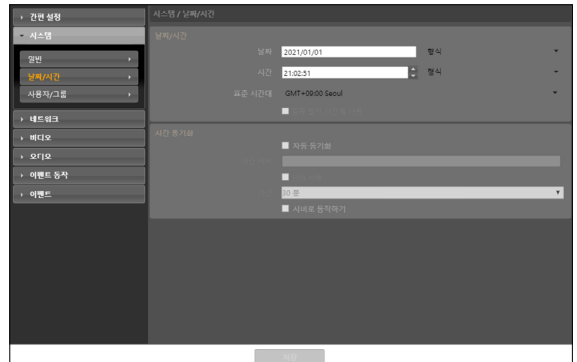 간편 설정
시스템
일반
날짜/시간
사용자/그룹
네트워크
비디오
오디오
이벤트 동작
이벤트
시스템 / 날짜/시간
날짜/시간
날짜 2021/01/01 형식
시간 21:02:51 형식
표준 시간대 GMT+09:00 Seoul
시간 동기화
자동 동기화
30 분
서버로 동작하기
적용